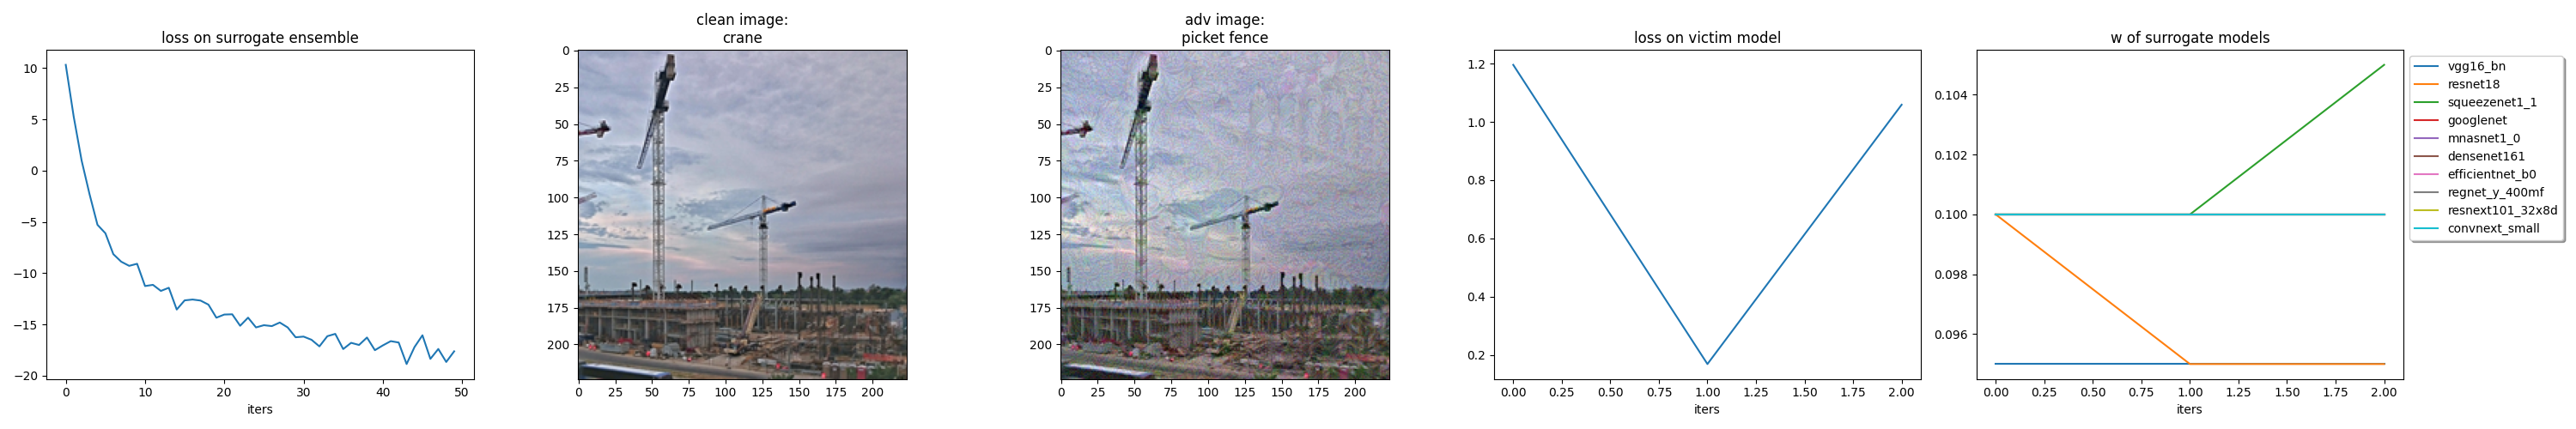 loss on surrogate ensemble
10
5
0
−5
−10
−15
−20
0 10 20 30 40 50
iters
clean image:
crane
0
25
50
75
100
125
150
175
200
0 25 50 75 100 125 150 175 200
adv image:
picket fence
0
25
50
75
100
125
150
175
200
0 25 50 75 100 125 150 175 200
loss on victim model
1.2
1.0
0.8
0.6
0.4
0.2
0.00 0.25 0.50 0.75 1.00 1.25 1.50 1.75 2.00
iters
w of surrogate models
0.104
0.102
0.100
0.098
0.096
0.00 0.25 0.50 0.75 1.00 1.25 1.50 1.75 2.00
iters
vgg16_bn
resnet18
squeezenet1_1
googlenet
mnasnet1_0
densenet161
efficientnet_b0
regnet_y_400mf
resnext101_32x8d
convnext_small